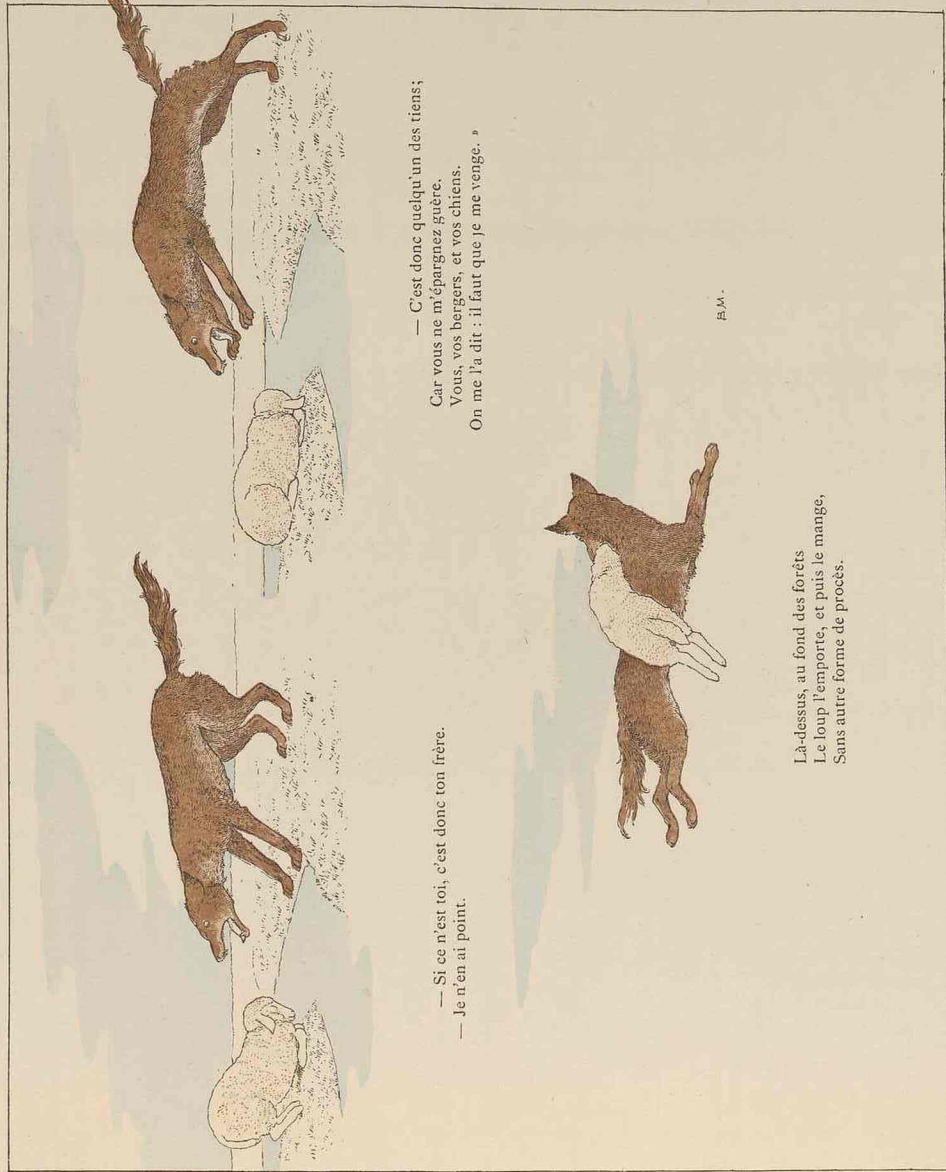 — Si ce n'est toi, c'est donc ton frère.
— Je n'en ai point.
— C'est donc quelqu'un des tiens;
Car vous ne m'épargnez guère.
Vous, vos bergers, et vos chiens.
On me l'a dit : il faut que je me venge. »
B.M.
Là-dessus, au fond des forêts
Le loup l'emporte, et puis le mange,
Sans autre forme de procès.